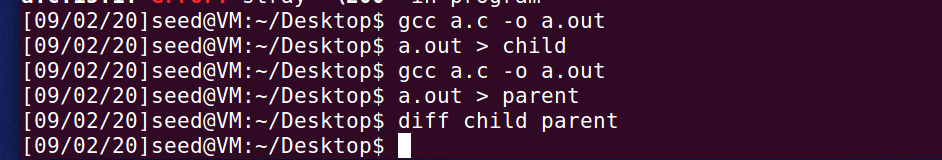 [09/02/20]seed@VM:~/Desktop$ gcc a.c -o a.out
[09/02/20]seed@VM:~/Desktop$ a.out > child
[09/02/20]seed@VM:~/Desktop$ gcc a.c -o a.out
[09/02/20]seed@VM:~/Desktop$ a.out > parent
[09/02/20]seed@VM:~/Desktop$ diff child parent
[09/02/20]seed@VM:~/Desktop$